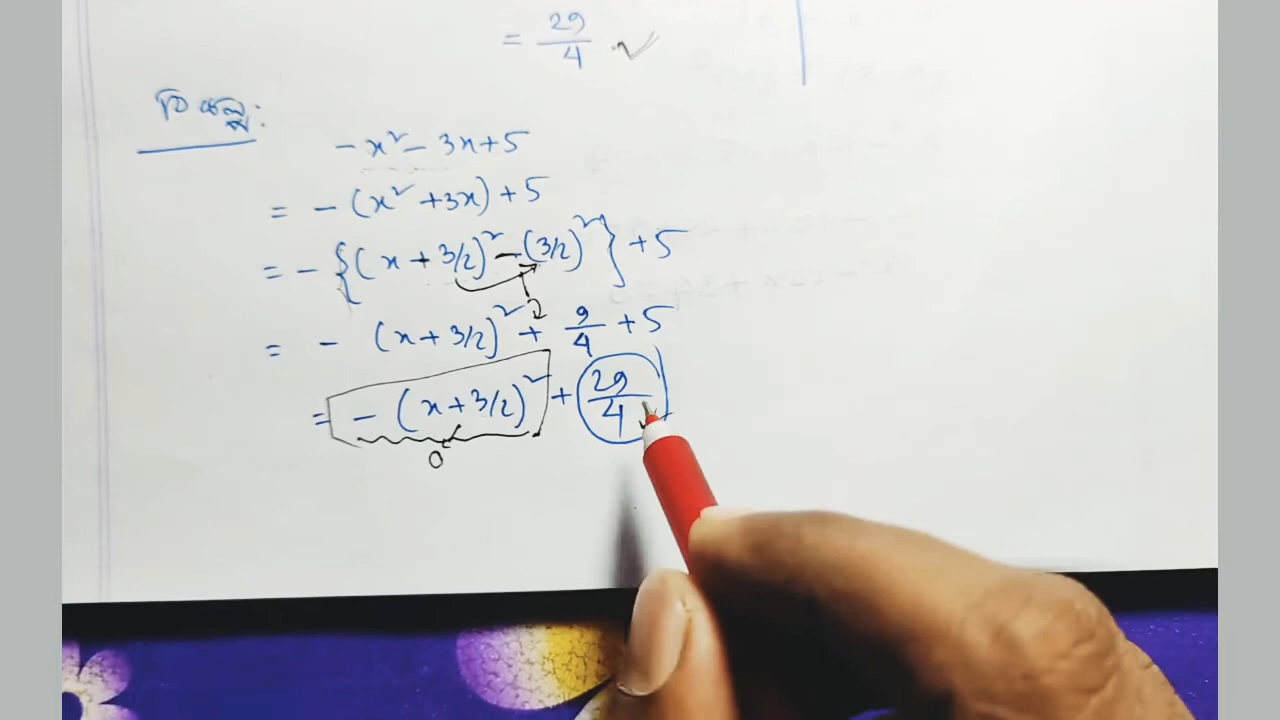 = 29/4 ✓
বিকল্প:
-x² - 3x + 5
= - (x² + 3x) + 5
= - {(x + 3/2)² - (3/2)²} + 5
= - (x + 3/2)² + 9/4 + 5
= - (x + 3/2)² + 29/4
0